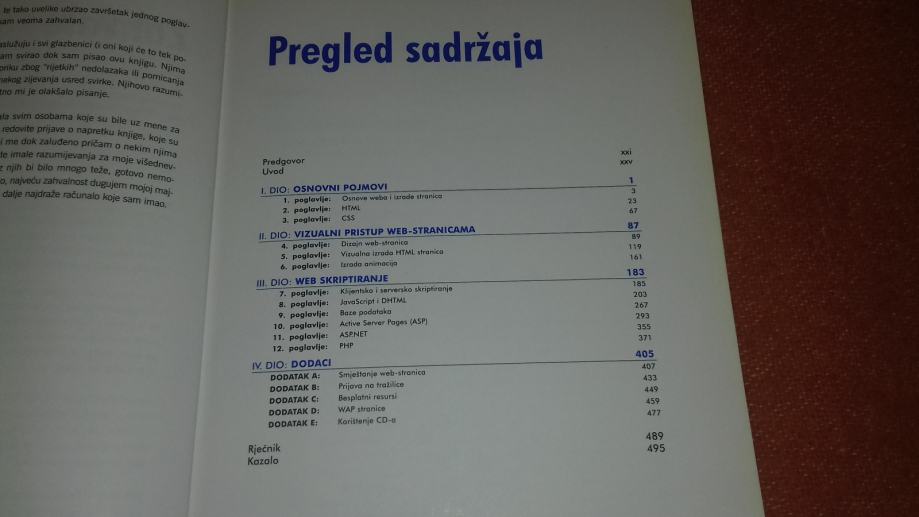 te tako uvelike ubrzao završetak jednog poglav-
sam veoma zahvalan.
zaslužuju i svi glazbenici (i oni koji će to tek po-
sam svirao dok sam pisao ovu knjigu. Njima
zbog "rijetkih" nedolazaka ili pomicanja
nekog zijevanja usred svirke. Njihovo razumi-
mi je olakšalo pisanje.
svim osobama koje su bile uz mene za
redovite prijave o napretku knjige, koje su
i me dok zaluđeno pričam o nekim njima
imale razumijevanja za moje višednev-
z njih bi bilo mnogo teže, gotovo nemo-
najveću zahvalnost dugujem mojoj maj-
dalje najdraže računalo koje sam imao.
Pregled sadržaja
Predgovor xxi
Uvod xxv
I. DIO: OSNOVNI POJMOVI 1
1. poglavlje: Osnove weba i izrade stranica 3
2. poglavlje: HTML 23
3. poglavlje: CSS 67
II. DIO: VIZUALNI PRISTUP WEB-STRANICAMA 87
4. poglavlje: Dizajn web-stranica 89
5. poglavlje: Vizualna izrada HTML stranica 119
6. poglavlje: Izrada animacija 161
III. DIO: WEB SKRIPTIRANJE 183
7. poglavlje: Klijentsko i serversko skriptiranje 185
8. poglavlje: JavaScript i DHTML 203
9. poglavlje: Baze podataka 267
10. poglavlje: Active Server Pages (ASP) 293
11. poglavlje: ASP.NET 355
12. poglavlje: PHP 371
IV. DIO: DODACI 405
DODATAK A: Smještanje web-stranica 407
DODATAK B: Prijava na tražilice 433
DODATAK C: Besplatni resursi 449
DODATAK D: WAP stranice 459
DODATAK E: Korištenje CD-a 477
Rječnik 489
Kazalo 495